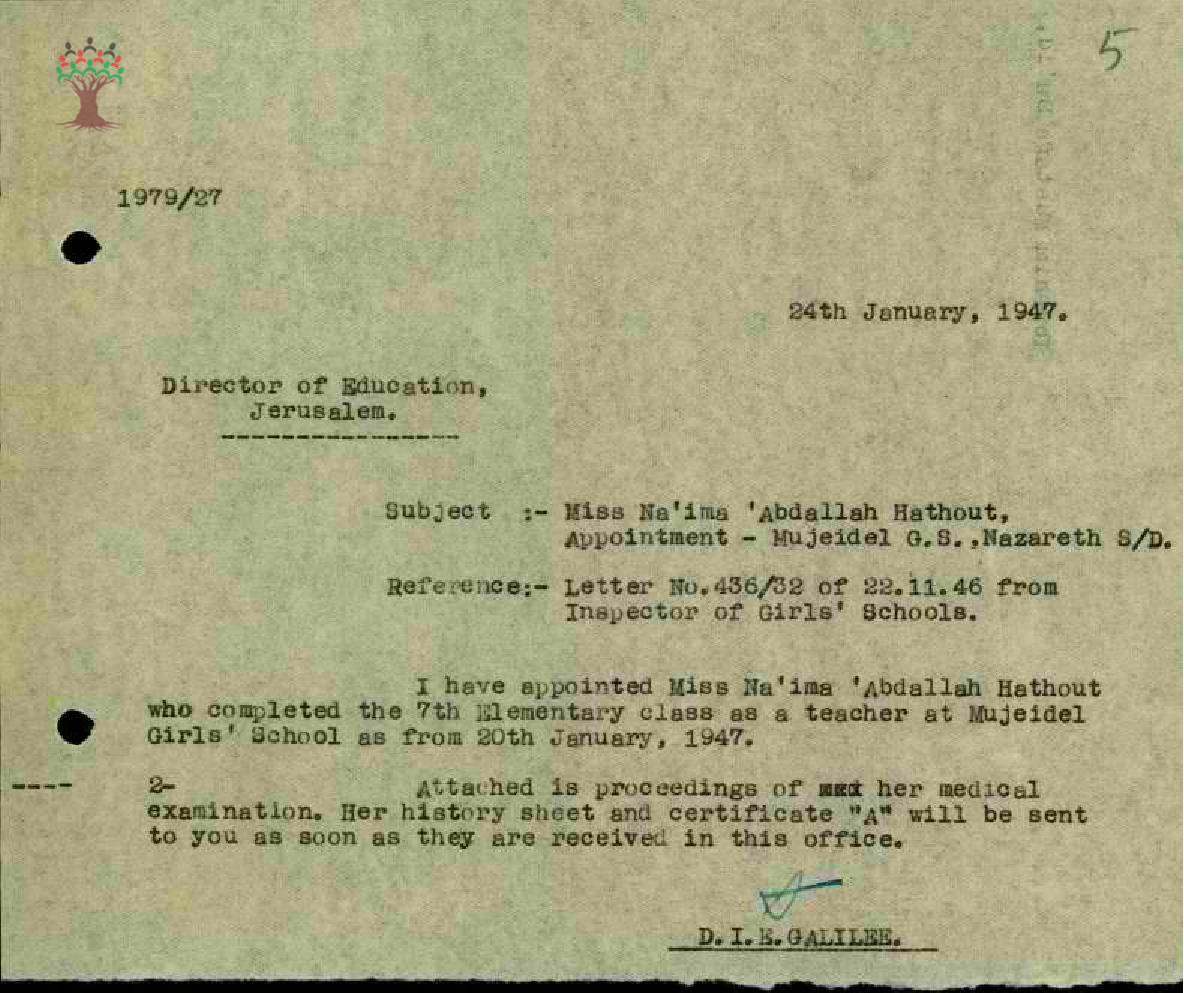 5
1979/27
24th January, 1947.
Director of Education,
Jerusalem.
-----------------
Subject :- Miss Na'ima 'Abdallah Hathout,
Appointment - Mujeidel G.S.,Nazareth S/D.
Reference:- Letter No.436/32 of 22.11.46 from
Inspector of Girls' Schools.
I have appointed Miss Na'ima 'Abdallah Hathout
who completed the 7th Elementary class as a teacher at Mujeidel
Girls' School as from 20th January, 1947.
---- 2- Attached is proceedings of her medical
examination. Her history sheet and certificate "A" will be sent
to you as soon as they are received in this office.
D.I.E.GALILEE.